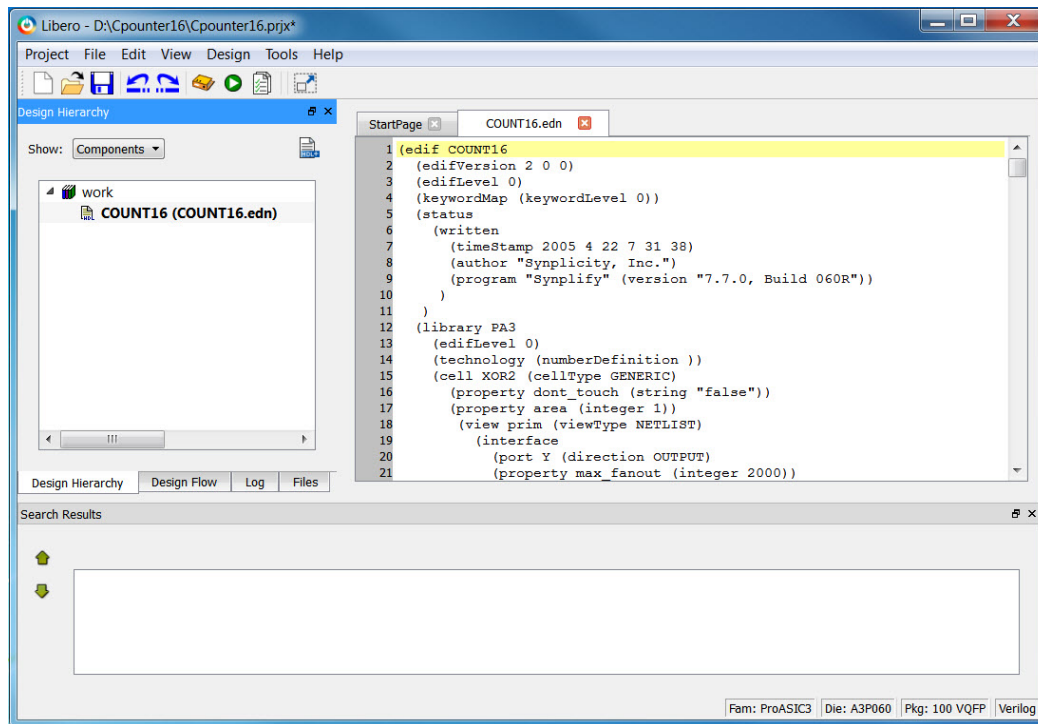 Libero - D:\Cpounter16\Cpounter16.prjx*
Project File Edit View Design Tools Help
Design Hierarchy
Show: Components
work
COUNT16 (COUNT16.edn)
Design Hierarchy Design Flow Log Files
StartPage COUNT16.edn
1 (edif COUNT16
2 (edifVersion 2 0 0)
3 (edifLevel 0)
4 (keywordMap (keywordLevel 0))
5 (status
6 (written
7 (timeStamp 2005 4 22 7 31 38)
8 (author "Synplicity, Inc.")
9 (program "Synplify" (version "7.7.0, Build 060R"))
10 )
11 )
12 (library PA3
13 (edifLevel 0)
14 (technology (numberDefinition ))
15 (cell XOR2 (cellType GENERIC)
16 (property dont_touch (string "false"))
17 (property area (integer 1))
18 (view prim (viewType NETLIST)
19 (interface
20 (port Y (direction OUTPUT)
21 (property max_fanout (integer 2000))
Search Results
Fam: ProASIC3 Die: A3P060 Pkg: 100 VQFP Verilog